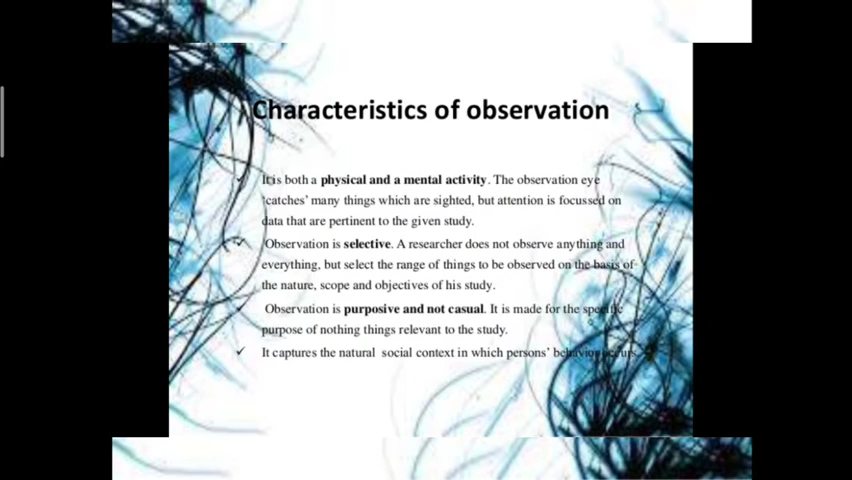 Characteristics of observation
✓ It is both a physical and a mental activity. The observation eye
'catches' many things which are sighted, but attention is focussed on
data that are pertinent to the given study.
✓ Observation is selective. A researcher does not observe anything and
everything, but select the range of things to be observed on the basis of
the nature, scope and objectives of his study.
✓ Observation is purposive and not casual. It is made for the specific
purpose of nothing things relevant to the study.
✓ It captures the natural social context in which persons' behavior occurs.